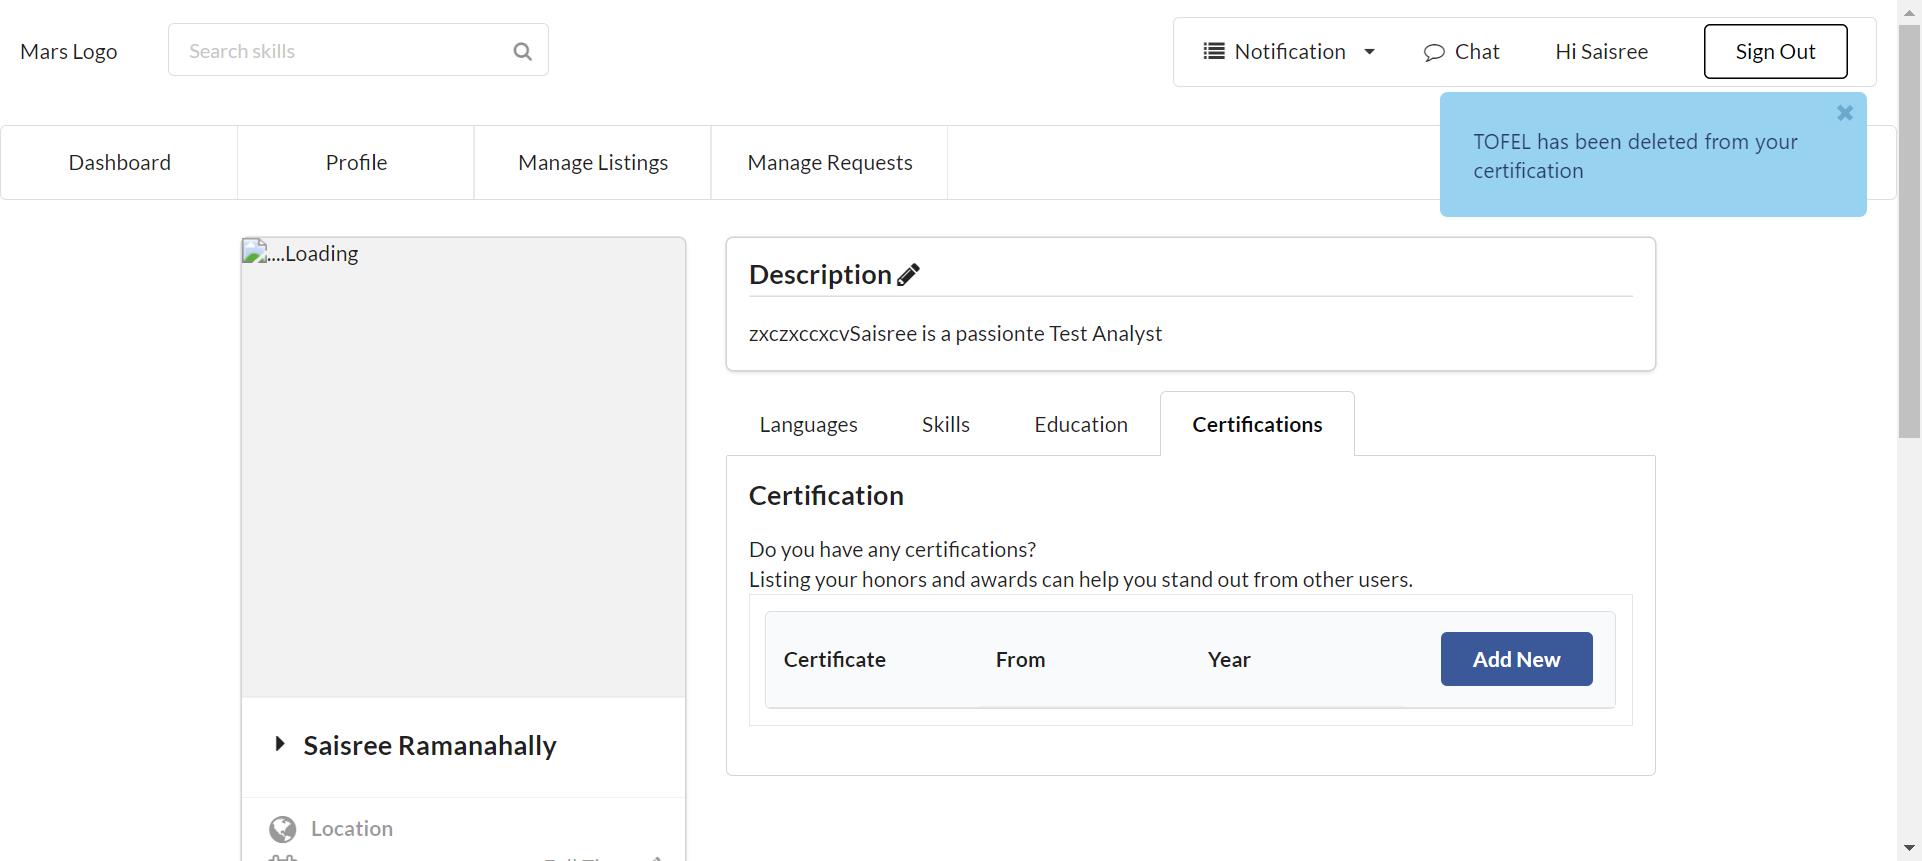 Mars Logo
Search skills
Notification
Chat
Hi Saisree
Sign Out
TOFEL has been deleted from your
certification
Dashboard
Profile
Manage Listings
Manage Requests
....Loading
Description
zxczxccxcvSaisree is a passionte Test Analyst
Languages
Skills
Education
Certifications
Certification
Do you have any certifications?
Listing your honors and awards can help you stand out from other users.
Certificate
From
Year
Add New
Saisree Ramanahally
Location